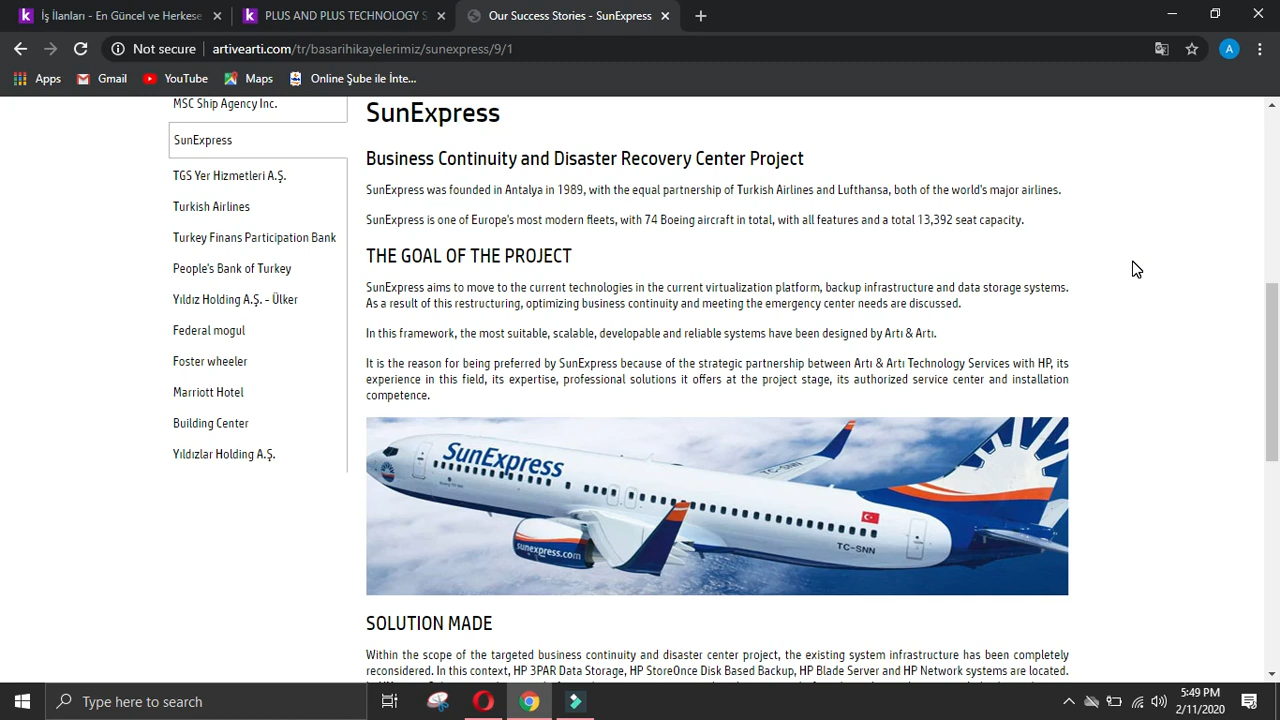 İş İlanları - En Güncel ve Herkese
PLUS AND PLUS TECHNOLOGY S
Our Success Stories - SunExpress
Not secure
artivearti.com/tr/basarihikayelerimiz/sunexpress/9/1
A
Apps
Gmail
YouTube
Maps
Online Şube ile İnte...
MSC Ship Agency Inc.
SunExpress
TGS Yer Hizmetleri A.Ş.
Turkish Airlines
Turkey Finans Participation Bank
People's Bank of Turkey
Yıldız Holding A.Ş. - Ülker
Federal mogul
Foster wheeler
Marriott Hotel
Building Center
Yıldızlar Holding A.Ş.
SunExpress
Business Continuity and Disaster Recovery Center Project
SunExpress was founded in Antalya in 1989, with the equal partnership of Turkish Airlines and Lufthansa, both of the world's major airlines.
SunExpress is one of Europe's most modern fleets, with 74 Boeing aircraft in total, with all features and a total 13,392 seat capacity.
THE GOAL OF THE PROJECT
SunExpress aims to move to the current technologies in the current virtualization platform, backup infrastructure and data storage systems.
As a result of this restructuring, optimizing business continuity and meeting the emergency center needs are discussed.
In this framework, the most suitable, scalable, developable and reliable systems have been designed by Artı & Artı.
It is the reason for being preferred by SunExpress because of the strategic partnership between Artı & Artı Technology Services with HP, its
experience in this field, its expertise, professional solutions it offers at the project stage, its authorized service center and installation
competence.
SunExpress
TC-SNN
sunexpress.com
TC-SNN
SOLUTION MADE
Within the scope of the targeted business continuity and disaster center project, the existing system infrastructure has been completely
reconsidered. In this context, HP 3PAR Data Storage, HP StoreOnce Disk Based Backup, HP Blade Server and HP Network systems are located.
Type here to search
5:49 PM
2/11/2020